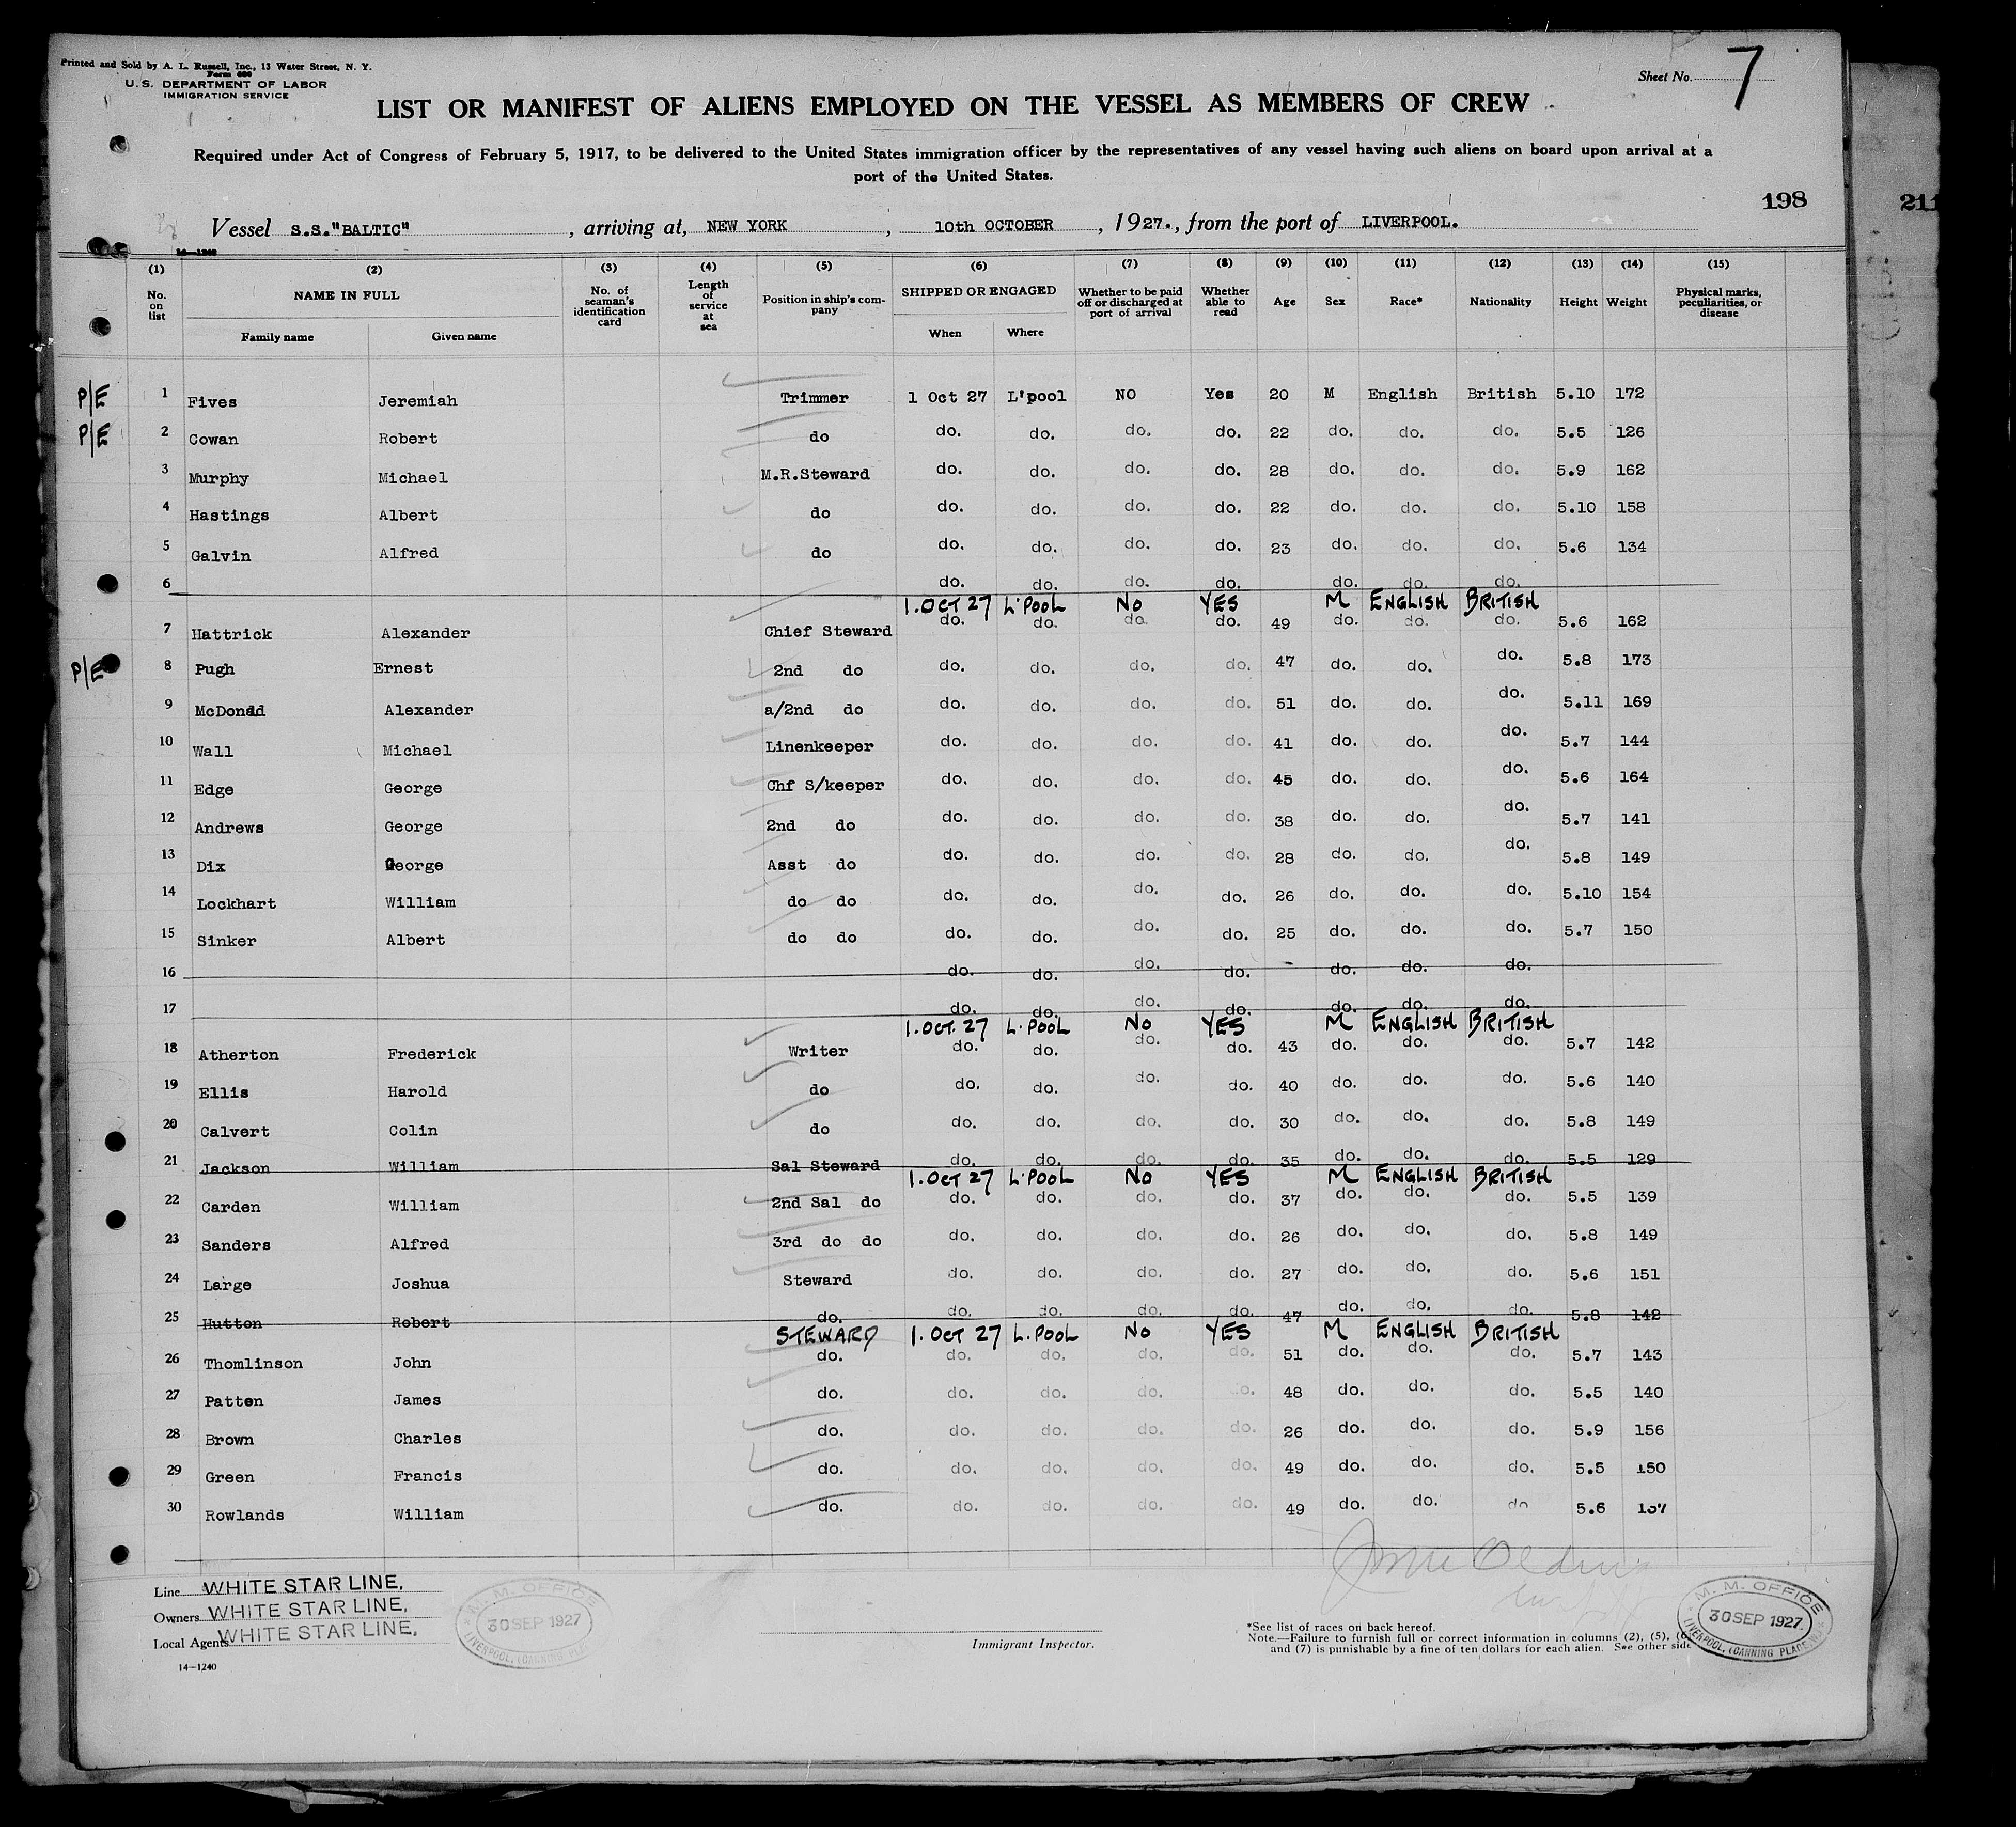 Printed and Sold by A. L. Russell, Inc., 13 Water Street, N. Y.
Form 680
U. S. DEPARTMENT OF LABOR
IMMIGRATION SERVICE
Sheet No. 7
LIST OR MANIFEST OF ALIENS EMPLOYED ON THE VESSEL AS MEMBERS OF CREW
Required under Act of Congress of February 5, 1917, to be delivered to the United States immigration officer by the representatives of any vessel having such aliens on board upon arrival at a
port of the United States.
198
211
Vessel S.S."BALTIC", arriving at, NEW YORK, 10th OCTOBER, 1927., from the port of LIVERPOOL.
14—1240
(1) (2) (3) (4) (5) (6) (7) (8) (9) (10) (11) (12) (13) (14) (15)
No. on list NAME IN FULL No. of seaman's identification card Length of service at sea Position in ship's company SHIPPED OR ENGAGED Whether to be paid off or discharged at port of arrival Whether able to read Age Sex Race* Nationality Height Weight Physical marks, peculiarities, or disease
Family name Given name When Where
P/E 1 Fives Jeremiah Trimmer 1 Oct 27 L'pool NO Yes 20 M English British 5.10 172
P/E 2 Cowan Robert do do. do. do. do. 22 do. do. do. 5.5 126
3 Murphy Michael M.R.Steward do. do. do. do. 28 do. do. do. 5.9 162
4 Hastings Albert do do. do. do. do. 22 do. do. do. 5.10 158
5 Galvin Alfred do do. do. do. do. 23 do. do. do. 5.6 134
6 do. do. do. do. do. do. do.
1.OCT 27 L'POOL NO YES M ENGLISH BRITISH
7 Hattrick Alexander Chief Steward do. do. do. do. 49 do. do. do. 5.6 162
P/E 8 Pugh Ernest 2nd do do. do. do. do. 47 do. do. do. 5.8 173
9 McDonald Alexander a/2nd do do. do. do. do. 51 do. do. do. 5.11 169
10 Wall Michael Linenkeeper do. do. do. do. 41 do. do. do. 5.7 144
11 Edge George Chf S/keeper do. do. do. do. 45 do. do. do. 5.6 164
12 Andrews George 2nd do do. do. do. do. 38 do. do. do. 5.7 141
13 Dix George Asst do do. do. do. do. 28 do. do. do. 5.8 149
14 Lockhart William do do do. do. do. do. 26 do. do. do. 5.10 154
15 Sinker Albert do do do. do. do. do. 25 do. do. do. 5.7 150
16 do. do. do. do. do. do. do.
17 do. do. do. do. do. do. do.
1.OCT.27 L.POOL NO YES M ENGLISH BRITISH
18 Atherton Frederick Writer do. do. do. do. 43 do. do. do. 5.7 142
19 Ellis Harold do do. do. do. do. 40 do. do. do. 5.6 140
20 Calvert Colin do do. do. do. do. 30 do. do. do. 5.8 149
21 Jackson William Sal Steward do. do. do. do. 35 do. do. do. 5.5 129
1.OCT 27 L'POOL NO YES M ENGLISH BRITISH
22 Carden William 2nd Sal do do. do. do. do. 37 do. do. do. 5.5 139
23 Sanders Alfred 3rd do do do. do. do. do. 26 do. do. do. 5.8 149
24 Large Joshua Steward do. do. do. do. 27 do. do. do. 5.6 151
25 Hutton Robert do. do. do. do. do. 47 do. do. do. 5.8 142
STEWARD 1.OCT 27 L.POOL NO YES M ENGLISH BRITISH
26 Thomlinson John do. do. do. do. do. 51 do. do. do. 5.7 143
27 Patten James do. do. do. do. do. 48 do. do. do. 5.5 140
28 Brown Charles do. do. do. do. do. 26 do. do. do. 5.9 156
29 Green Francis do. do. do. do. do. 49 do. do. do. 5.5 150
30 Rowlands William do. do. do. do. do. 49 do. do. do 5.6
Line WHITE STAR LINE.
Owners WHITE STAR LINE.
Local Agents WHITE STAR LINE.
14—1240
M. M. OFFICE
30 SEP 1927
LIVERPOOL, (CANNING PLACE
Immigrant Inspector.
*See list of races on back hereof.
Note.—Failure to furnish full or correct information in columns (2), (5), (6
and (7) is punishable by a fine of ten dollars for each alien. See other side
M. M. OFFICE
30 SEP 1927
LIVERPOOL, (CANNING PLACE